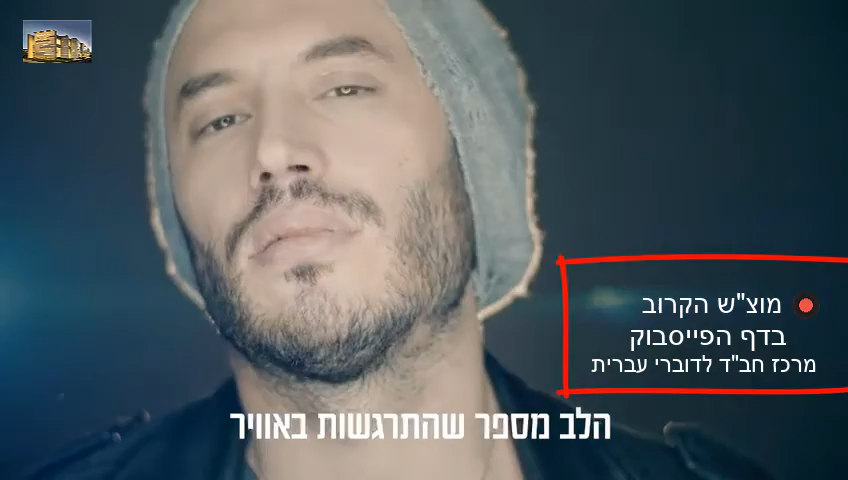 מוצ"ש הקרוב
בדף הפייסבוק
מרכז חב"ד לדוברי עברית
הלב מספר שהתרגשות באוויר